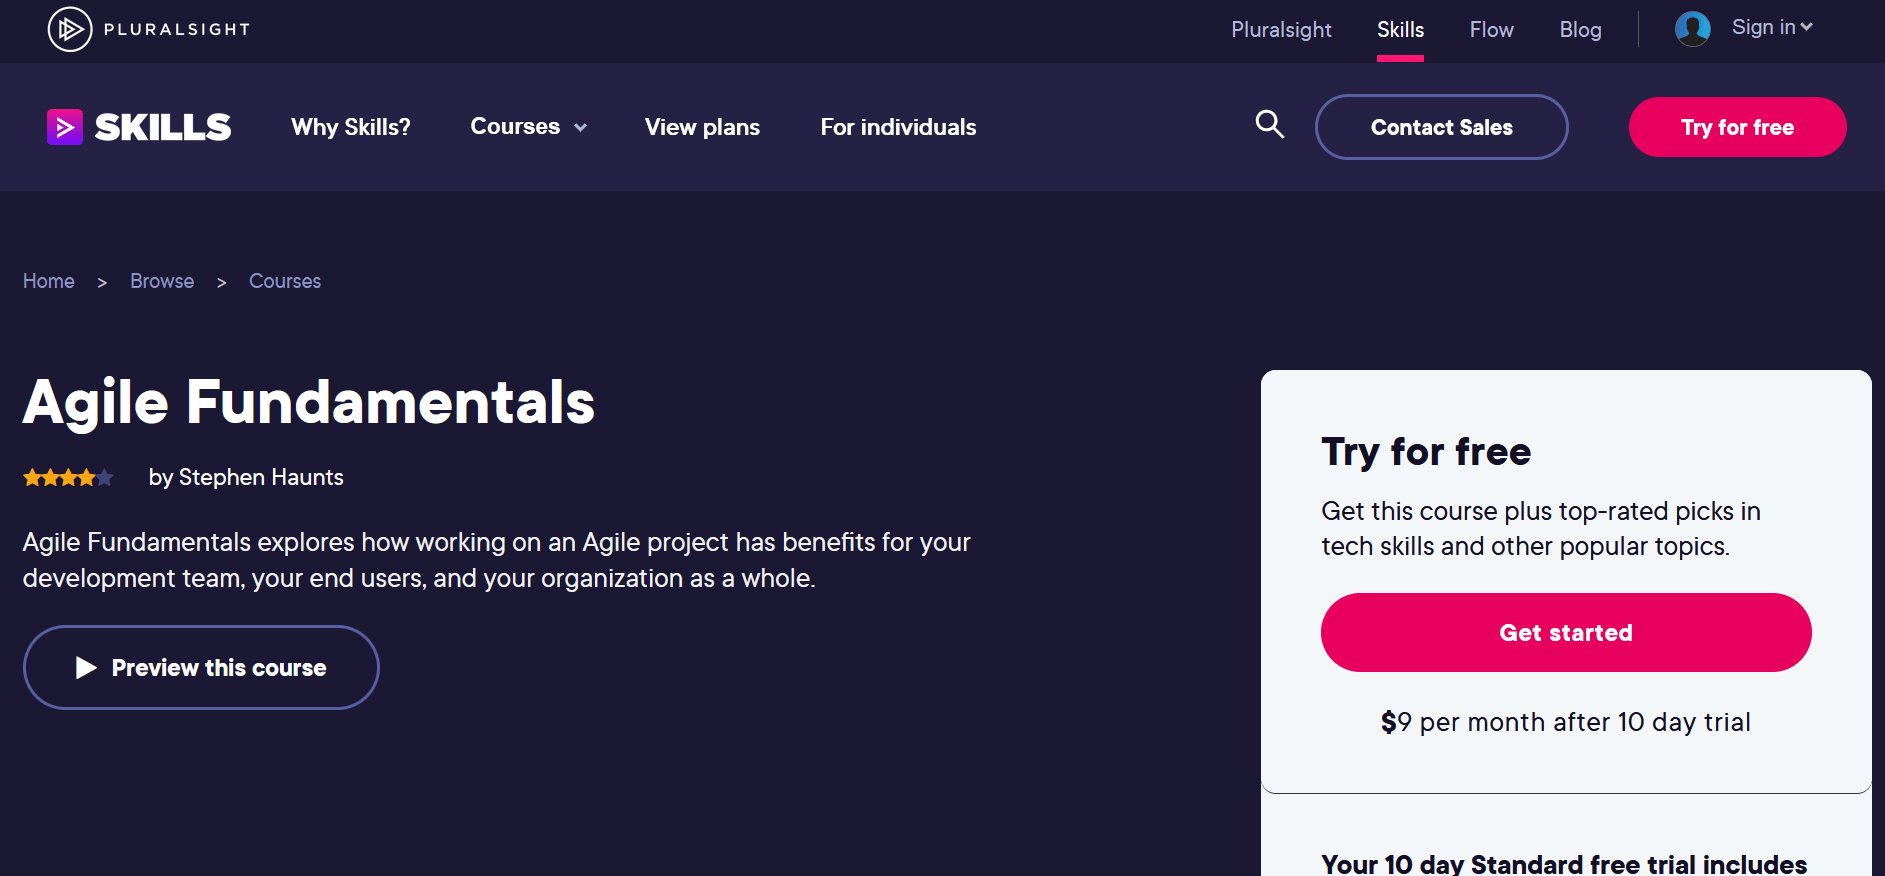 PLURALSIGHT
Pluralsight
Skills
Flow
Blog
Sign in
SKILLS
Why Skills?
Courses
View plans
For individuals
Contact Sales
Try for free
Home > Browse > Courses
Agile Fundamentals
by Stephen Haunts
Agile Fundamentals explores how working on an Agile project has benefits for your
development team, your end users, and your organization as a whole.
Preview this course
Try for free
Get this course plus top-rated picks in
tech skills and other popular topics.
Get started
$9 per month after 10 day trial
Your 10 day Standard free trial includes